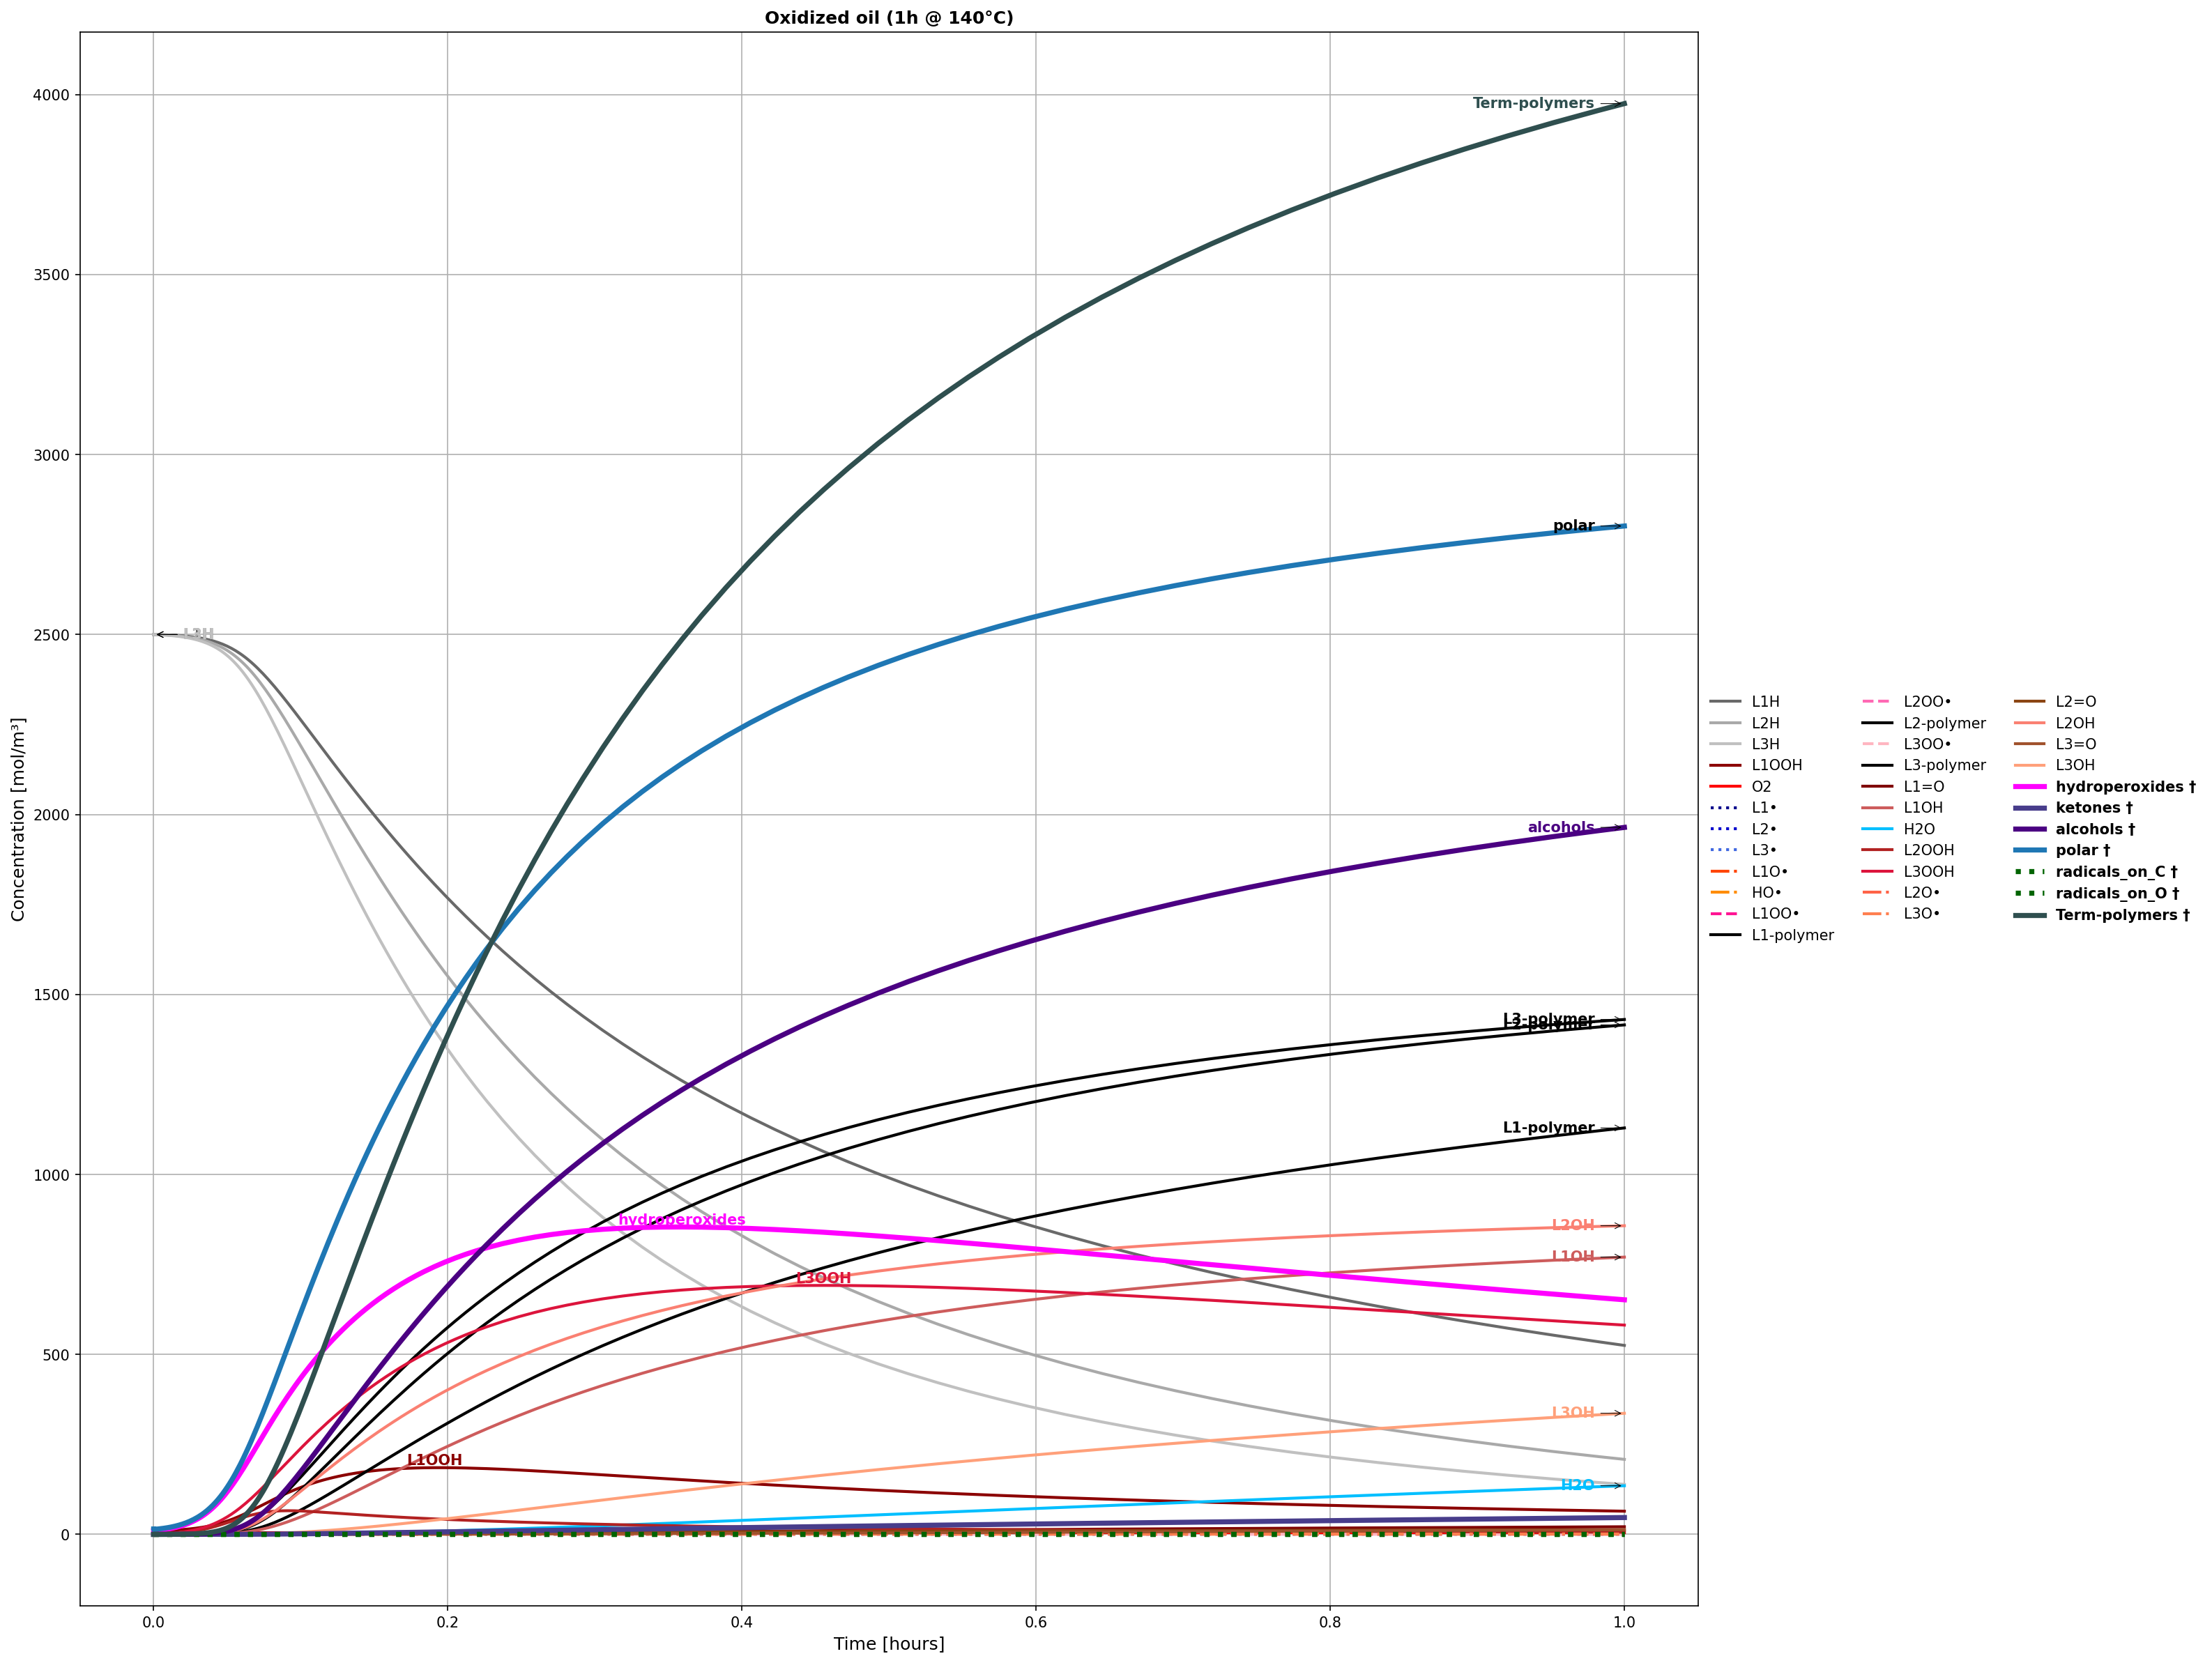 Oxidized oil (1h @ 140°C)
Concentration [mol/m³]
4000
3500
3000
2500
2000
1500
1000
500
0
Term-polymers
polar
L3H
alcohols
L3-polymer
L2-polymer
L1-polymer
hydroperoxides
L2OH
L1OH
L3OOH
L3OH
L1OOH
H2O
0.0 0.2 0.4 0.6 0.8 1.0
Time [hours]
L1H
L2H
L3H
L1OOH
O2
L1•
L2•
L3•
L1O•
HO•
L1OO•
L1-polymer
L2OO•
L2-polymer
L3OO•
L3-polymer
L1=O
L1OH
H2O
L2OOH
L3OOH
L2O•
L3O•
L2=O
L2OH
L3=O
L3OH
hydroperoxides †
ketones †
alcohols †
polar †
radicals_on_C †
radicals_on_O †
Term-polymers †